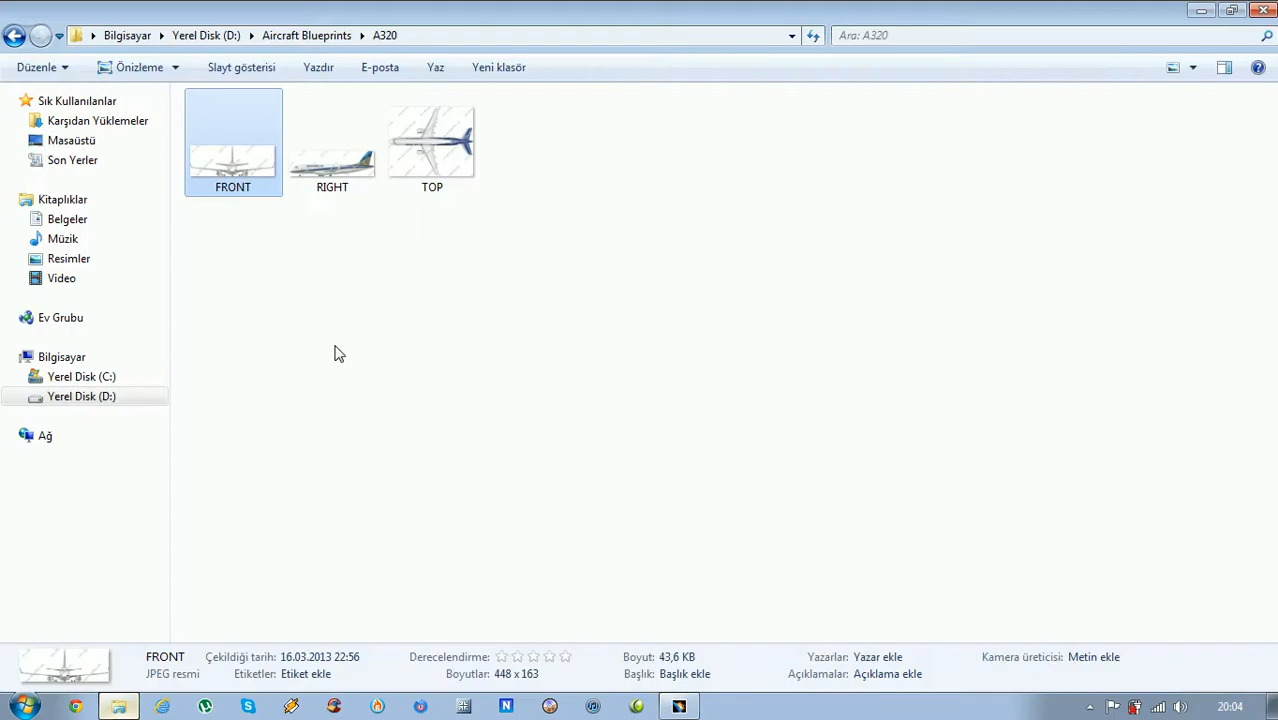 Bilgisayar Yerel Disk (D:) Aircraft Blueprints A320 Ara: A320
Düzenle Önizleme Slayt gösterisi Yazdır E-posta Yaz Yeni klasör
Sık Kullanılanlar
Karşıdan Yüklemeler
Masaüstü
Son Yerler
Kitaplıklar
Belgeler
Müzik
Resimler
Video
Ev Grubu
Bilgisayar
Yerel Disk (C:)
Yerel Disk (D:)
Ağ
FRONT RIGHT TOP
FRONT Çekildiği tarih: 16.03.2013 22:56 Derecelendirme: Boyut: 43,6 KB Yazarlar: Yazar ekle Kamera üreticisi: Metin ekle
JPEG resmi Etiketler: Etiket ekle Boyutlar: 448 x 163 Başlık: Başlık ekle Açıklamalar: Açıklama ekle
20:04